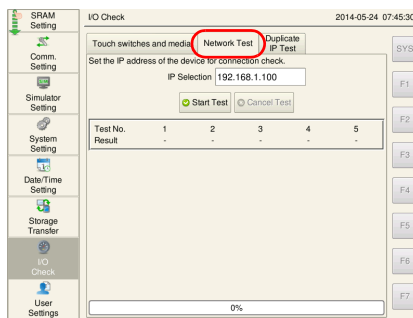 SRAM
Setting
I/O Check
2014-05-24 07:45:30
Comm.
Setting
Simulator
Setting
System
Setting
Date/Time
Setting
Storage
Transfer
I/O
Check
User
Settings
Touch switches and media
Network Test
Duplicate
IP Test
Set the IP address of the device for connection check.
IP Selection 192.168.1.100
Start Test
Cancel Test
Test No. 1 2 3 4 5
Result - - - - -
0%
SYS
F1
F2
F3
F4
F5
F6
F7